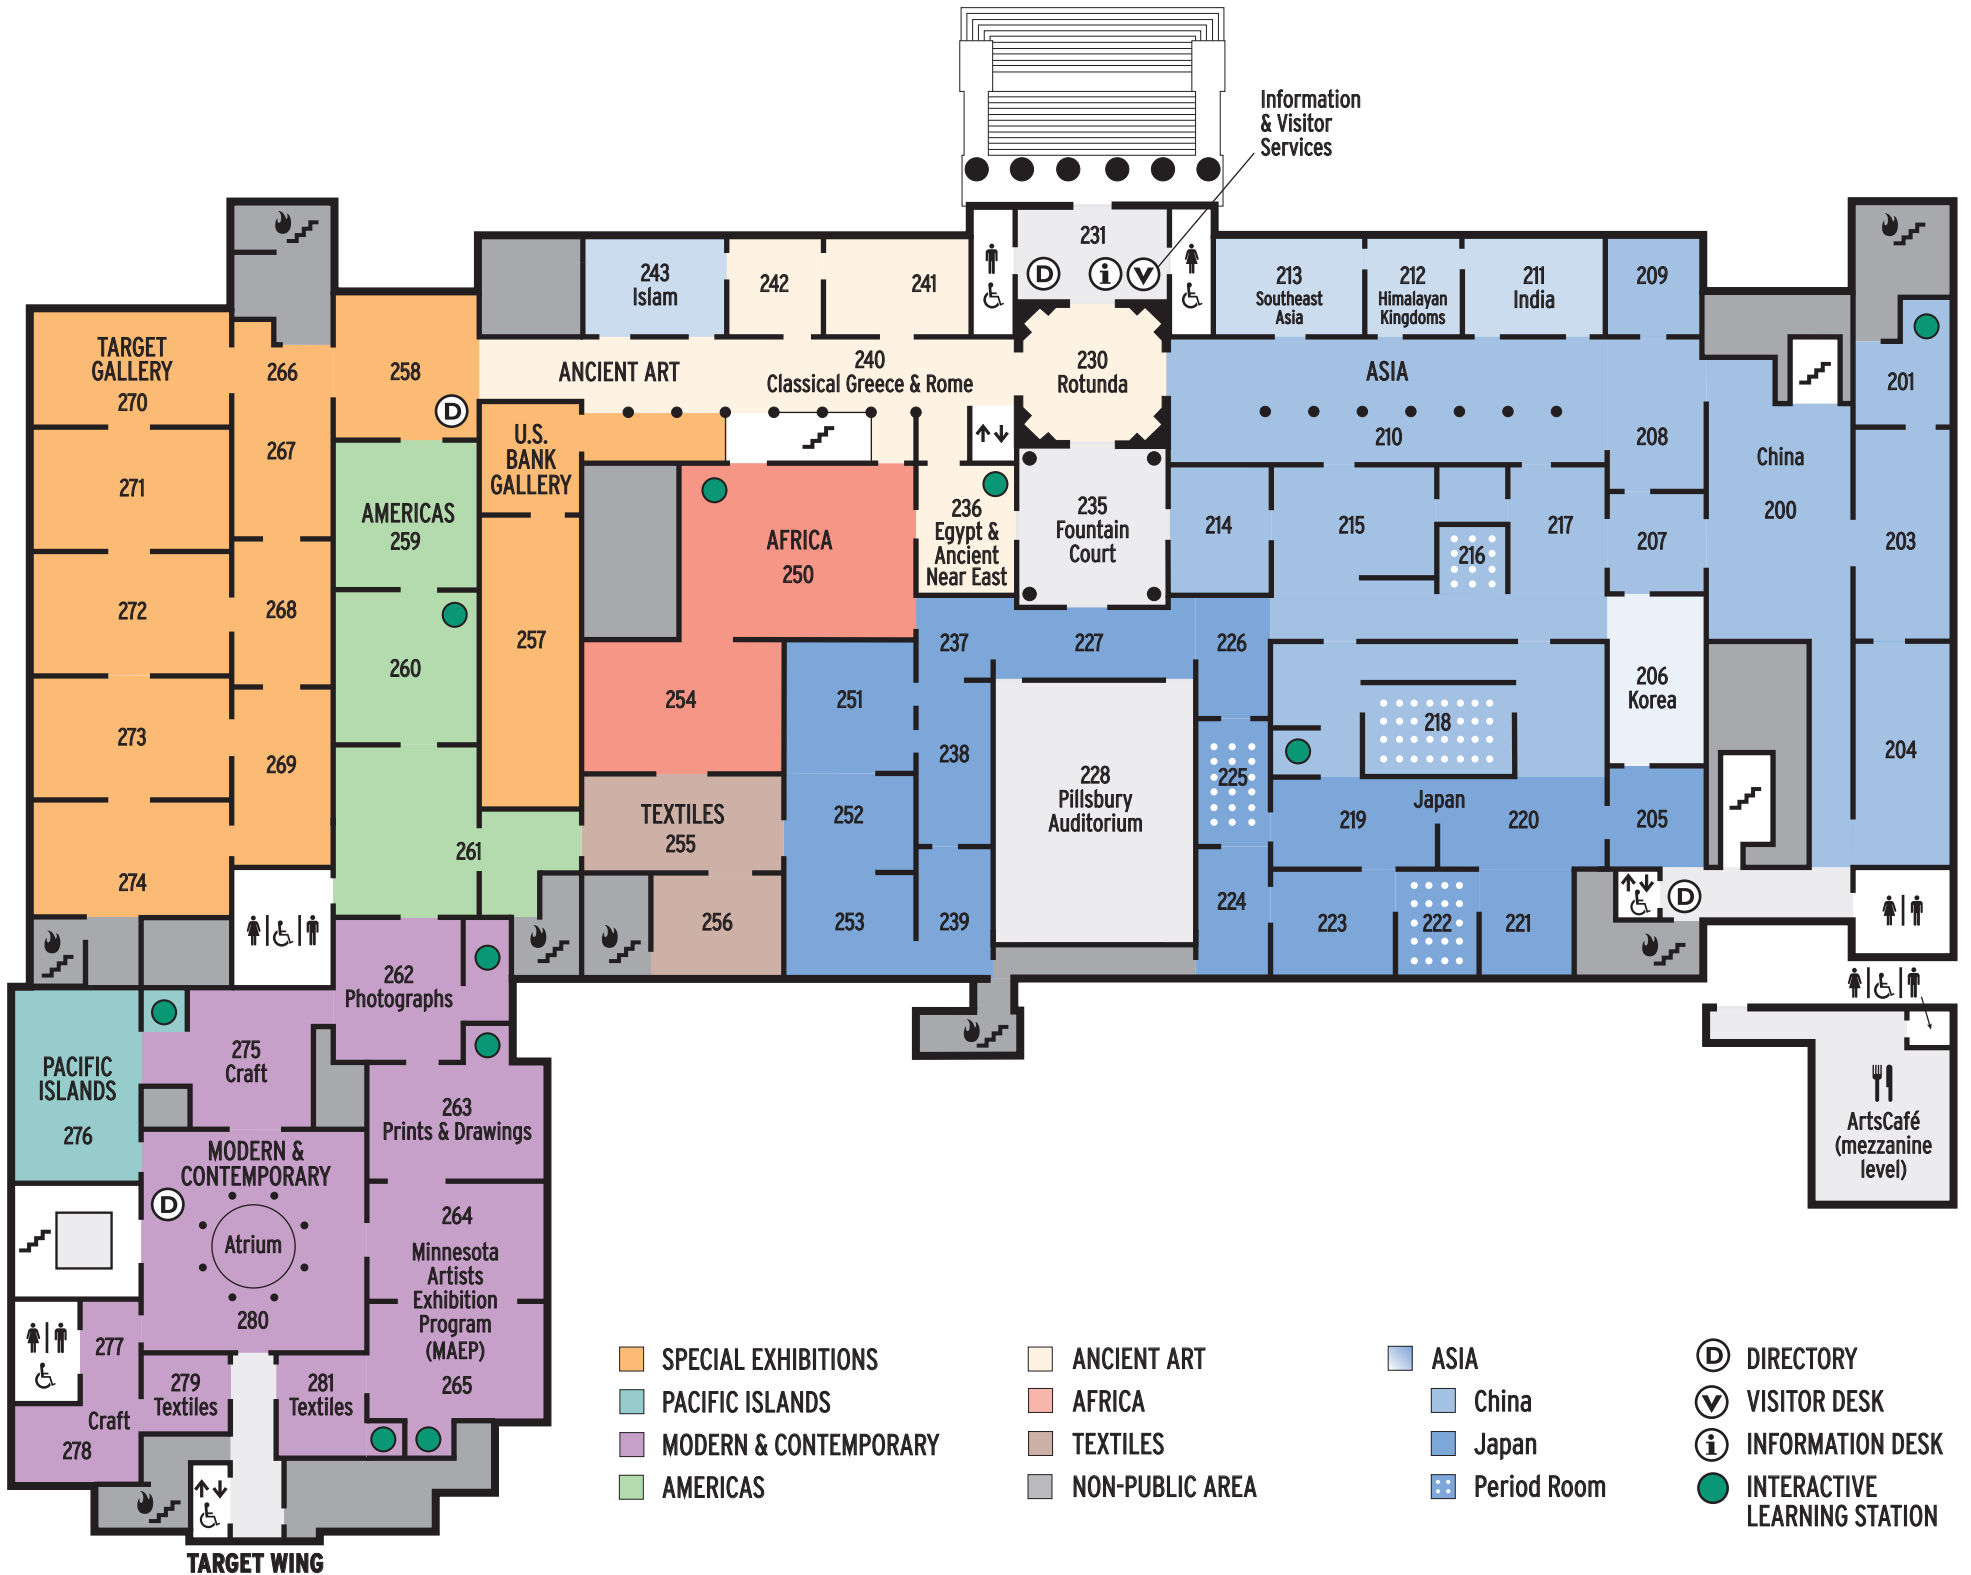 Information
& Visitor
Services
231
D
i
V
243
Islam
242
241
213
Southeast
Asia
212
Himalayan
Kingdoms
211
India
209
TARGET
GALLERY
270
266
258
D
ANCIENT ART
240
Classical Greece & Rome
230
Rotunda
ASIA
210
208
201
China
200
271
267
U.S.
BANK
GALLERY
AMERICAS
259
AFRICA
250
236
Egypt &
Ancient
Near East
235
Fountain
Court
214
215
216
217
207
203
272
268
260
257
254
251
237
227
226
206
Korea
273
269
238
228
Pillsbury
Auditorium
225
218
204
Japan
219
220
205
TEXTILES
255
252
261
274
256
253
239
224
223
222
221
D
262
Photographs
275
Craft
PACIFIC
ISLANDS
276
263
Prints & Drawings
MODERN &
CONTEMPORARY
D
Atrium
280
264
Minnesota
Artists
Exhibition
Program
(MAEP)
265
277
279
Textiles
281
Textiles
Craft
278
TARGET WING
ArtsCafé
(mezzanine
level)
SPECIAL EXHIBITIONS
PACIFIC ISLANDS
MODERN & CONTEMPORARY
AMERICAS
ANCIENT ART
AFRICA
TEXTILES
NON-PUBLIC AREA
ASIA
China
Japan
Period Room
D DIRECTORY
V VISITOR DESK
i INFORMATION DESK
INTERACTIVE
LEARNING STATION